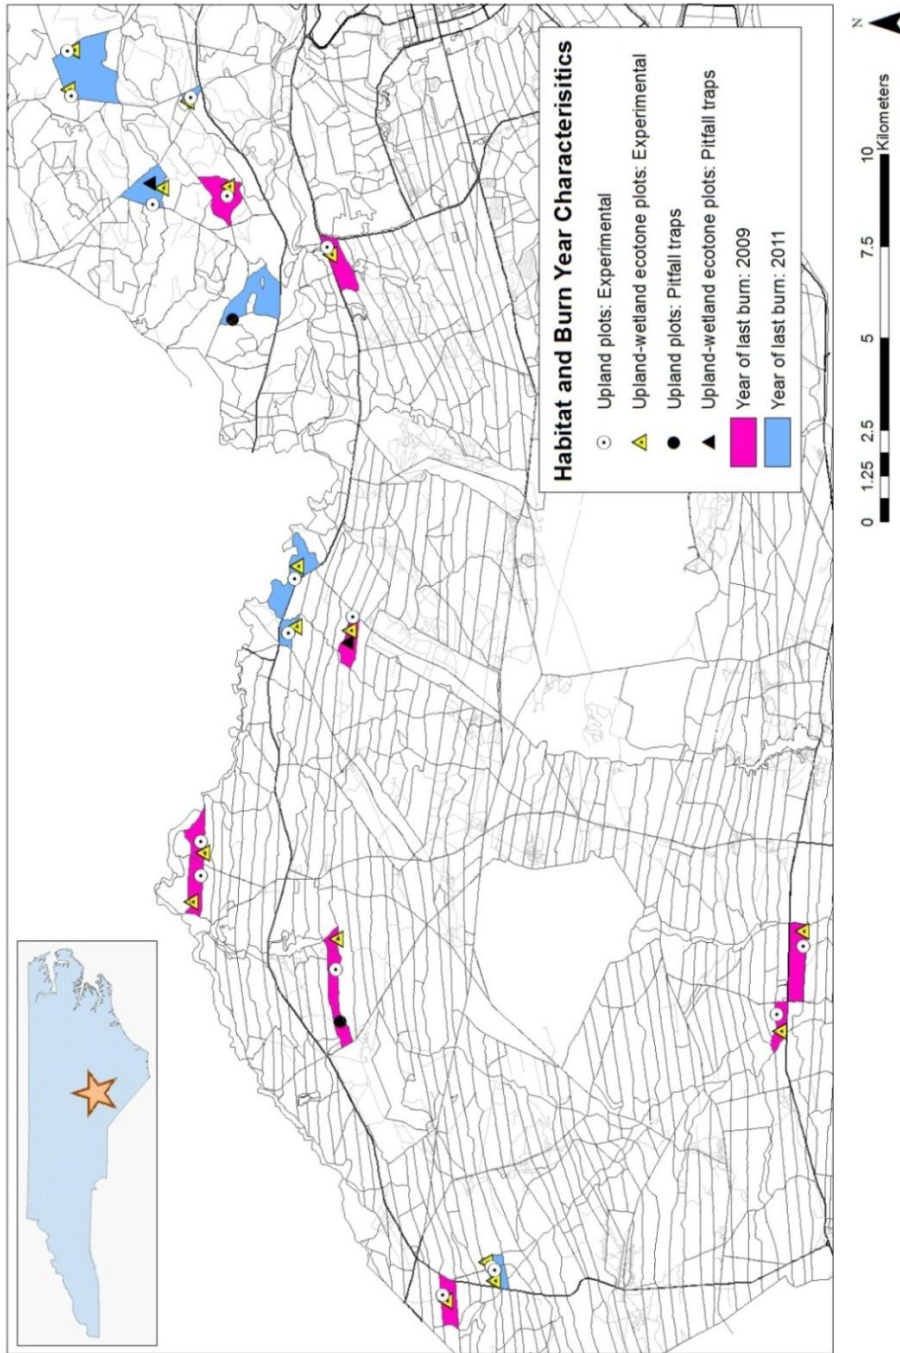 Habitat and Burn Year Characterisitics
Upland plots: Experimental
Upland-wetland ecotone plots: Experimental
Upland plots: Pitfall traps
Upland-wetland ecotone plots: Pitfall traps
Year of last burn: 2009
Year of last burn: 2011
N
0 1.25 2.5 5 7.5 10
Kilometers